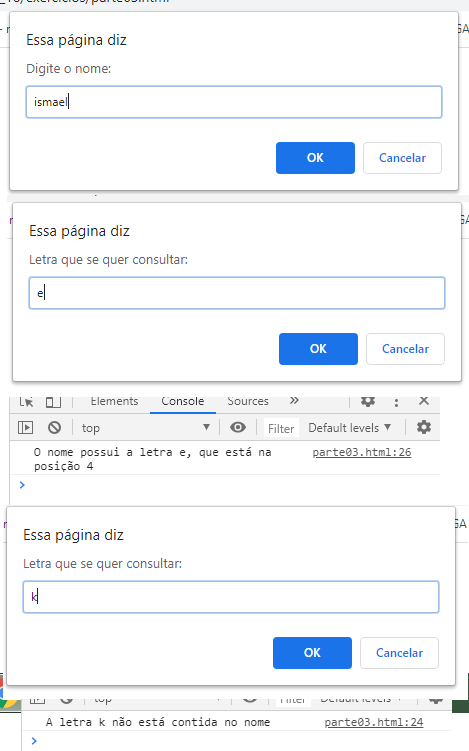 _10/exercicios/parte03.html
Essa página diz
Digite o nome:
ismael
OK Cancelar
Essa página diz
GA
Letra que se quer consultar:
e
OK Cancelar
Elements Console Sources »
top Filter Default levels
O nome possui a letra e, que está na parte03.html:26
posição 4
>
GA
Essa página diz
Letra que se quer consultar:
k
OK Cancelar
top Filter Default levels
A letra k não está contida no nome parte03.html:24
>